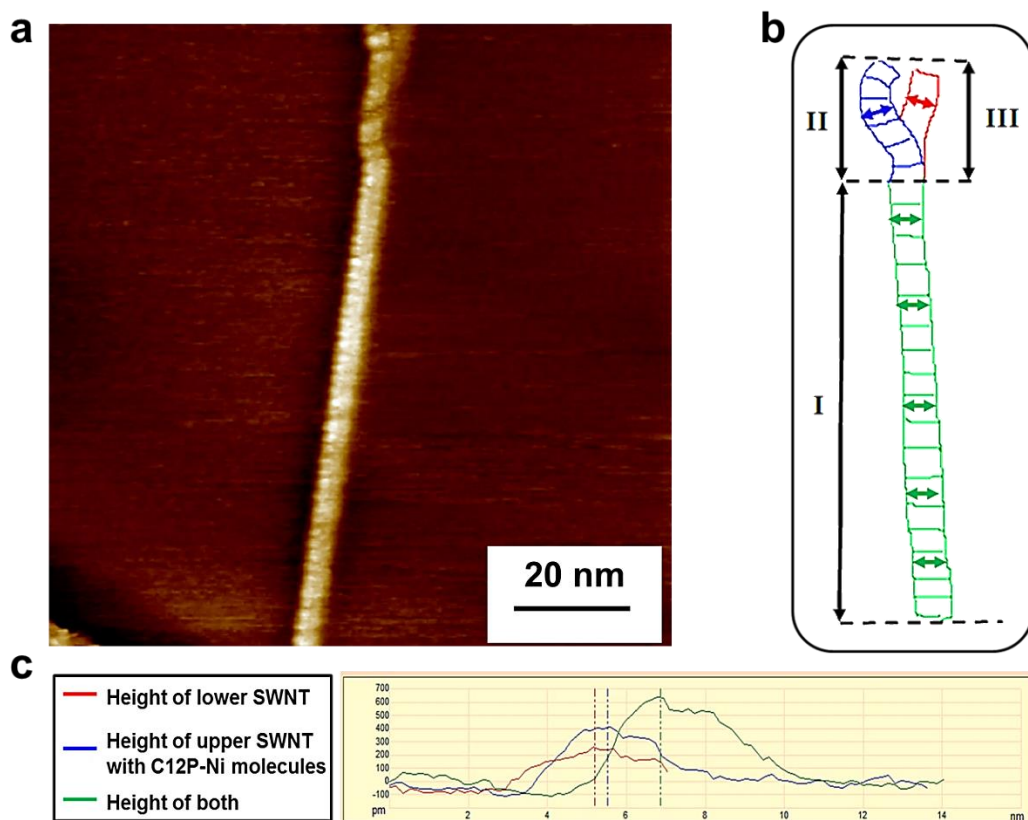 a
b
20 nm
II
III
I
c
Height of lower SWNT
Height of upper SWNT
with C12P-Ni molecules
Height of both
700
600
500
400
300
200
100
0
-100
pm
2
4
6
8
10
12
14
nm